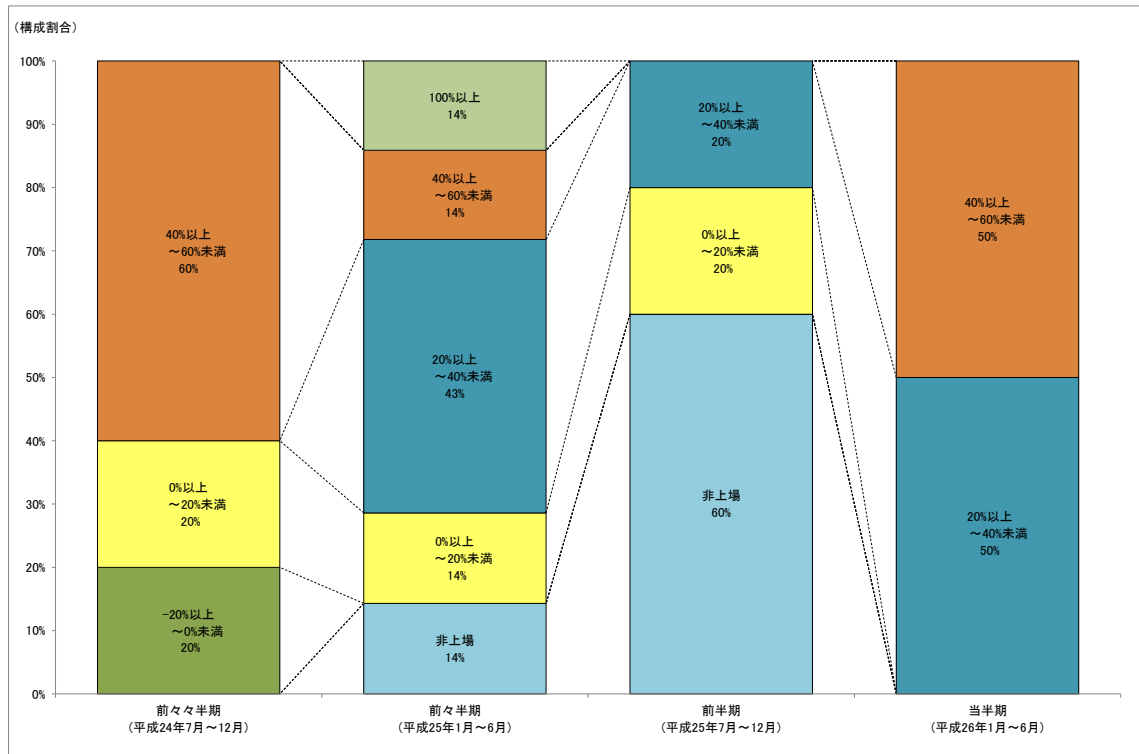 （構成割合）
100%
90%
80%
70%
60%
50%
40%
30%
20%
10%
0%
40%以上
～60%未満
60%
0%以上
～20%未満
20%
-20%以上
～0%未満
20%
100%以上
14%
40%以上
～60%未満
14%
20%以上
～40%未満
43%
0%以上
～20%未満
14%
非上場
14%
20%以上
～40%未満
20%
0%以上
～20%未満
20%
非上場
60%
40%以上
～60%未満
50%
20%以上
～40%未満
50%
前々々半期
（平成24年7月～12月）
前々半期
（平成25年1月～6月）
前半期
（平成25年7月～12月）
当半期
（平成26年1月～6月）